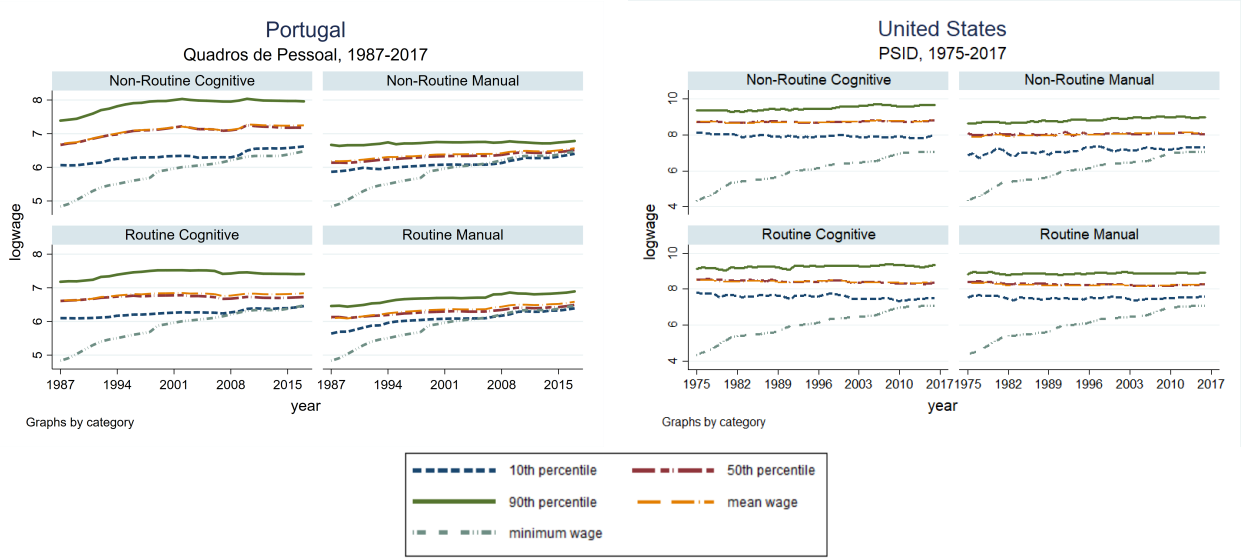 Portugal
Quadros de Pessoal, 1987-2017
Non-Routine Cognitive
Non-Routine Manual
8
7
6
5
Routine Cognitive
Routine Manual
8
7
6
5
logwage
1987 1994 2001 2008 2015
1987 1994 2001 2008 2015
year
Graphs by category
United States
PSID, 1975-2017
Non-Routine Cognitive
Non-Routine Manual
10
8
6
4
Routine Cognitive
Routine Manual
10
8
6
4
logwage
1975 1982 1989 1996 2003 2010 2017
1975 1982 1989 1996 2003 2010 2017
year
Graphs by category
10th percentile
50th percentile
90th percentile
mean wage
minimum wage